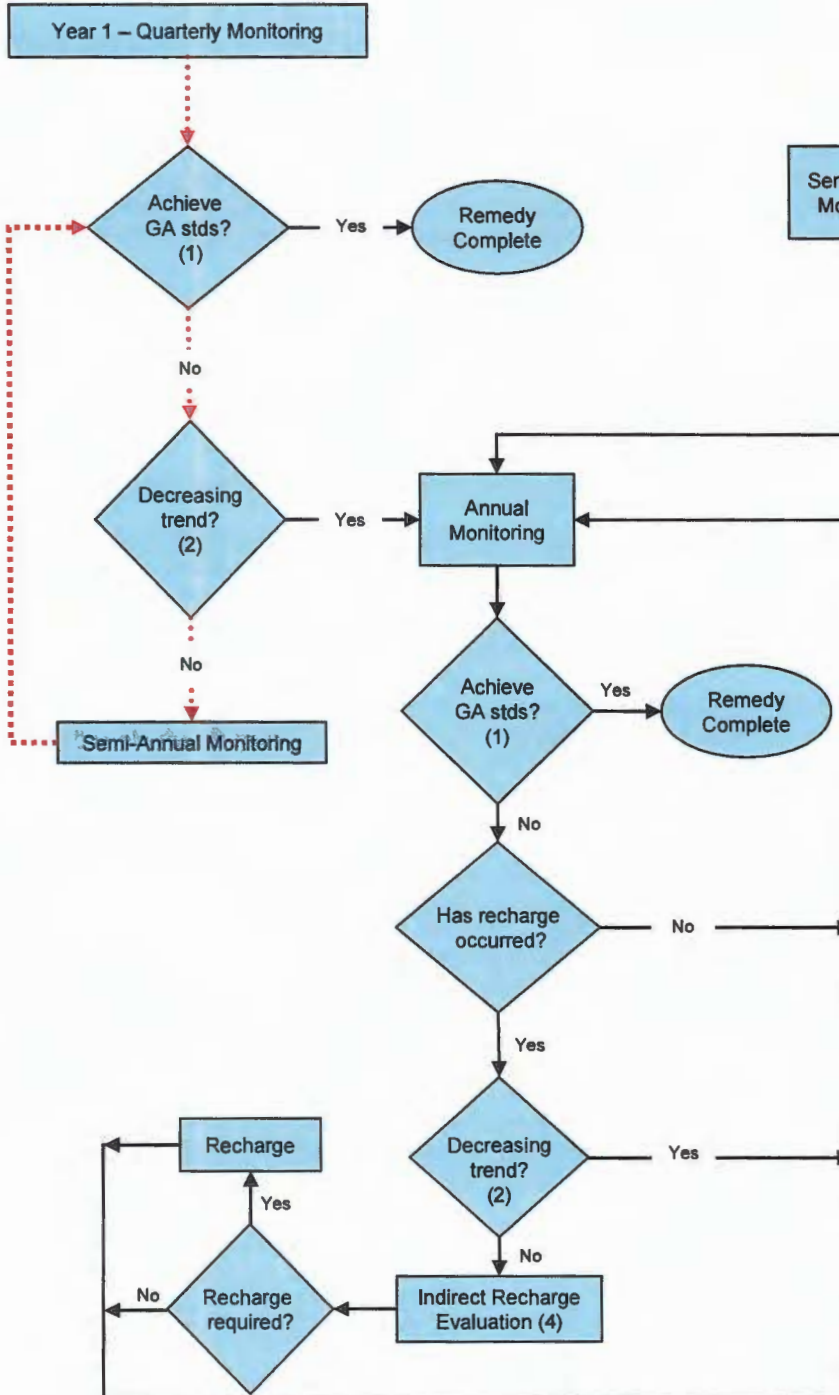 Year 1 – Quarterly Monitoring
Achieve
GA stds?
(1)
Yes
Remedy
Complete
No
Decreasing
trend?
(2)
Yes
Annual
Monitoring
No
Semi-Annual Monitoring
Achieve
GA stds?
(1)
Yes
Remedy
Complete
No
Has recharge
occurred?
No
Yes
Decreasing
trend?
(2)
Yes
No
Indirect Recharge
Evaluation (4)
Recharge
required?
Yes
No
Recharge